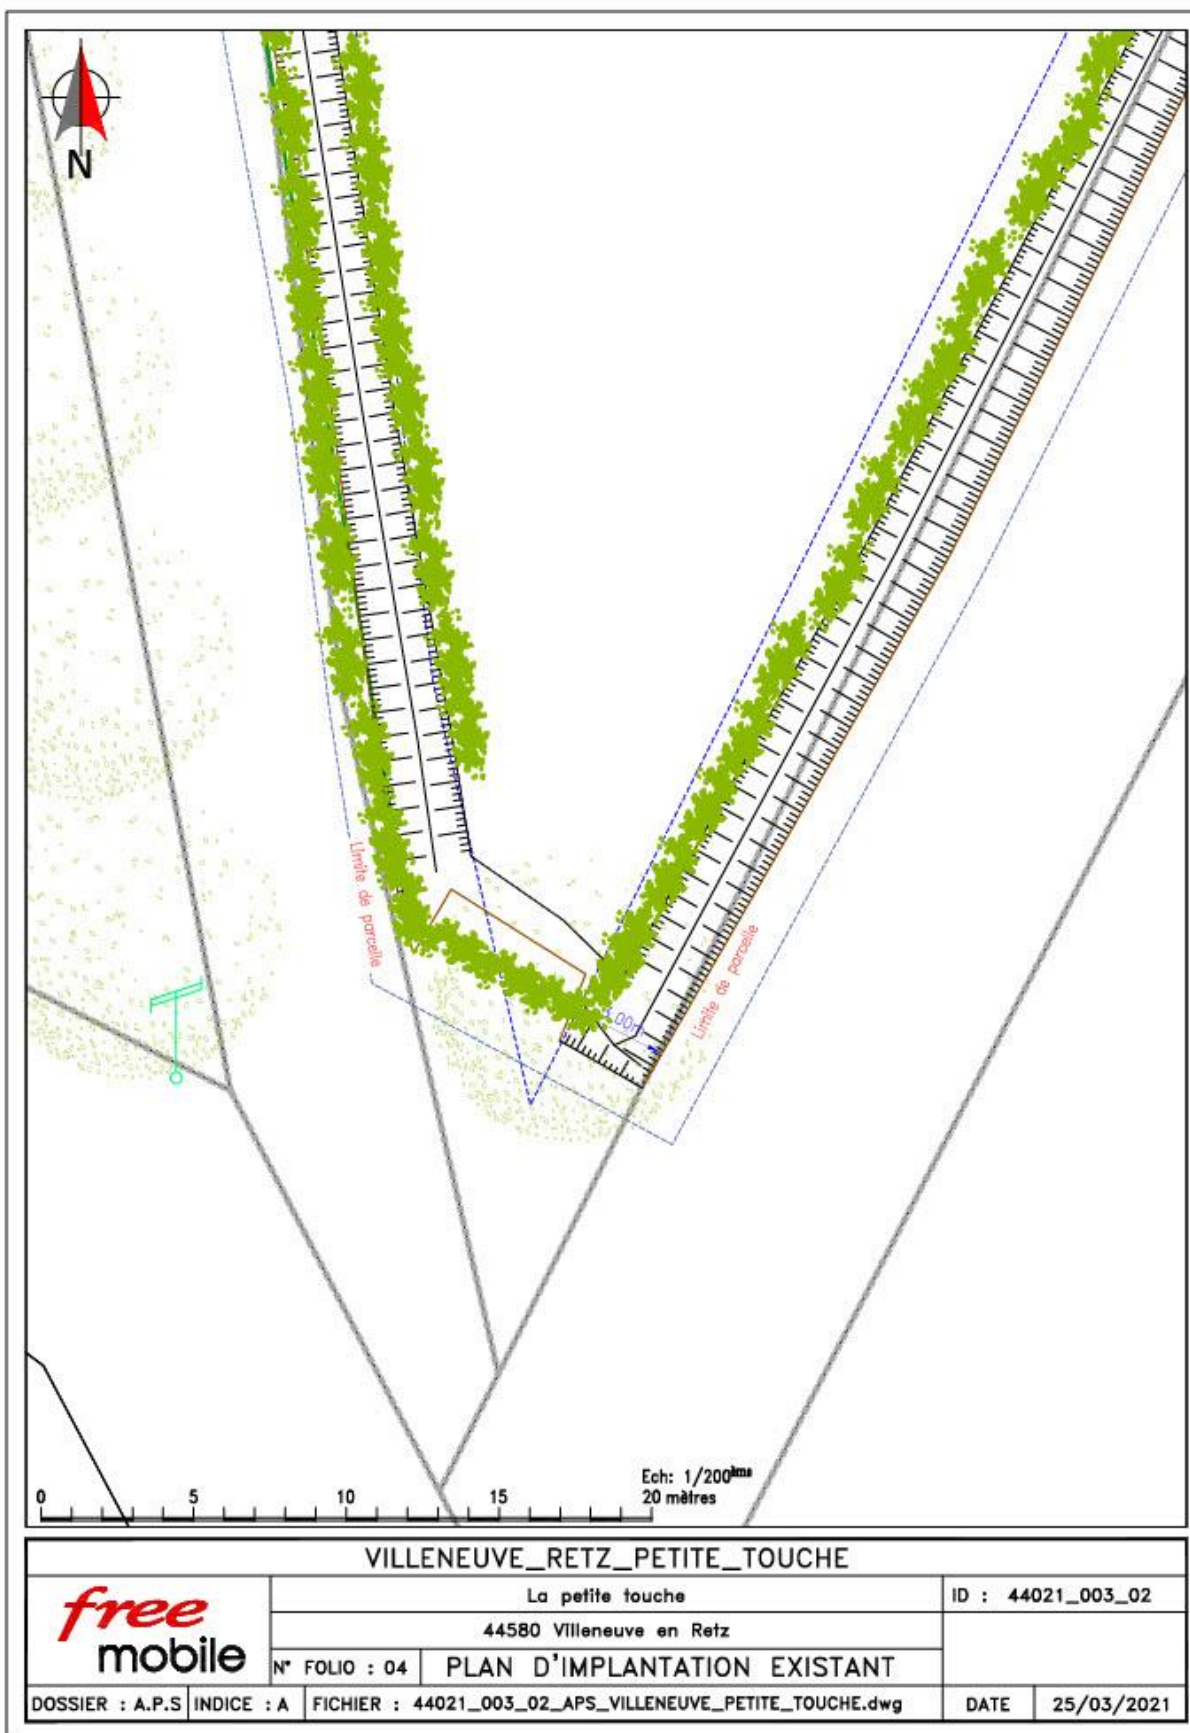 N
Limite de parcelle
Limite de parcelle
Ech: 1/200ème
0 5 10 15 20 mètres
VILLENEUVE_RETZ_PETITE_TOUCHE
free mobile
La petite touche
ID : 44021_003_02
44580 Villeneuve en Retz
N° FOLIO : 04
PLAN D'IMPLANTATION EXISTANT
DOSSIER : A.P.S
INDICE : A
FICHIER : 44021_003_02_APS_VILLENEUVE_PETITE_TOUCHE.dwg
DATE
25/03/2021